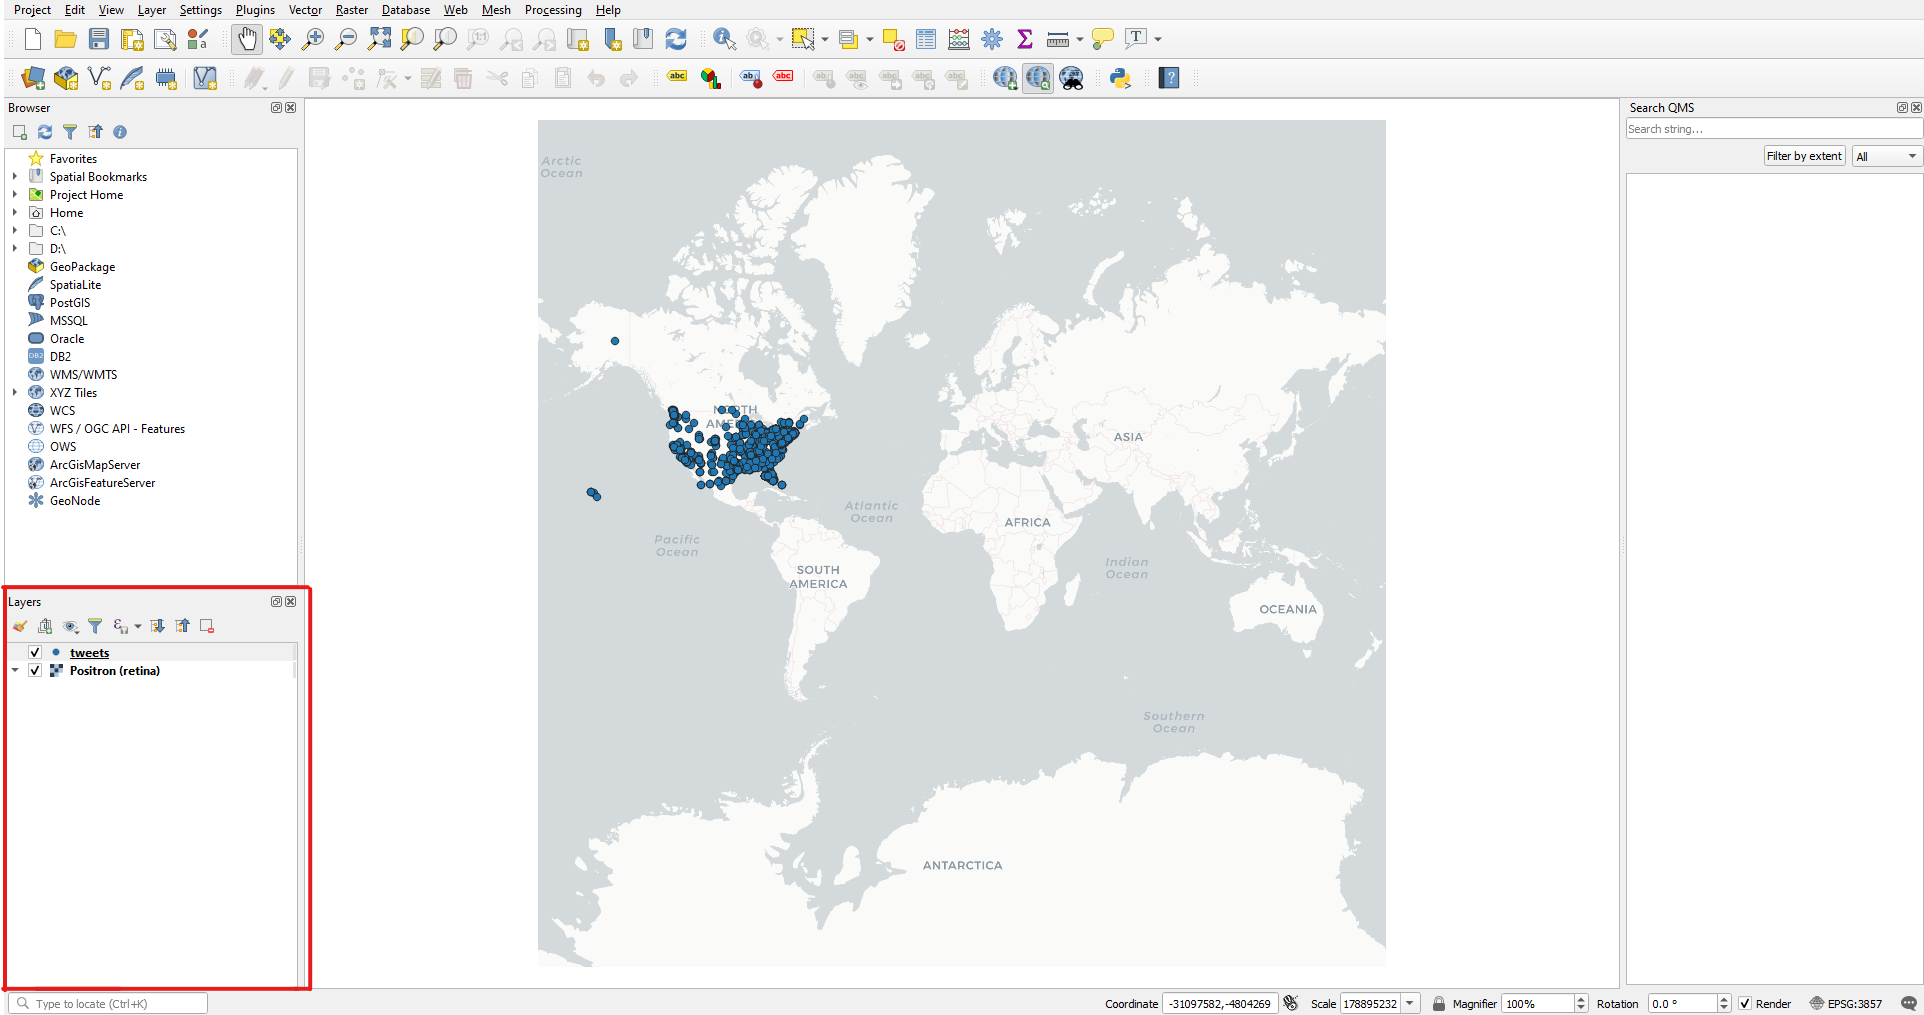 Project Edit View Layer Settings Plugins Vector Raster Database Web Mesh Processing Help
Browser
Favorites
Spatial Bookmarks
Project Home
Home
C:\
D:\
GeoPackage
SpatiaLite
PostGIS
MSSQL
Oracle
DB2
WMS/WMTS
XYZ Tiles
WCS
WFS / OGC API - Features
OWS
ArcGisMapServer
ArcGisFeatureServer
GeoNode
Layers
tweets
Positron (retina)
Arctic
Ocean
NORTH
AMERICA
Atlantic
Ocean
Pacific
Ocean
SOUTH
AMERICA
ASIA
AFRICA
Indian
Ocean
OCEANIA
Southern
Ocean
ANTARCTICA
Search QMS
Search string...
Filter by extent All
Type to locate (Ctrl+K)
Coordinate -31097582,-4804269 Scale 178895232 Magnifier 100% Rotation 0.0 ° Render EPSG:3857